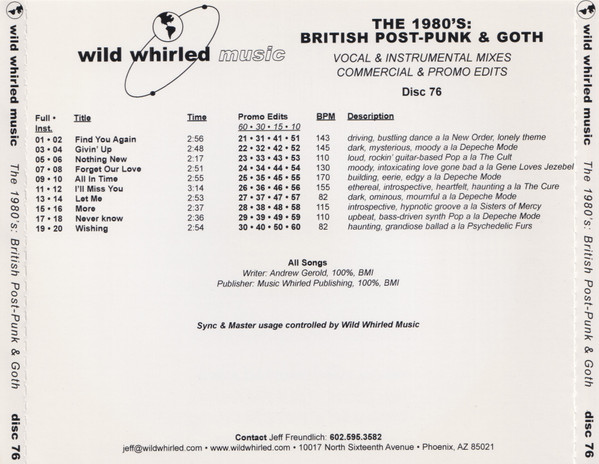 wild whirled music
The 1980's: British Post-Punk & Goth
disc 76
wild whirled music
THE 1980'S:
BRITISH POST-PUNK & GOTH
VOCAL & INSTRUMENTAL MIXES
COMMERCIAL & PROMO EDITS
Disc 76
Full • Inst. Title Time Promo Edits 60 • 30 • 15 • 10 BPM Description
01 • 02 Find You Again 2:56 21 • 31 • 41 • 51 143 driving, bustling dance a la New Order, lonely theme
03 • 04 Givin' Up 2:48 22 • 32 • 42 • 52 145 dark, mysterious, moody a la Depeche Mode
05 • 06 Nothing New 2:17 23 • 33 • 43 • 53 110 loud, rockin' guitar-based Pop a la The Cult
07 • 08 Forget Our Love 2:51 24 • 34 • 44 • 54 130 moody, intoxicating love gone bad a la Gene Loves Jezebel
09 • 10 All In Time 2:55 25 • 35 • 45 • 55 170 building, eerie, edgy a la Depeche Mode
11 • 12 I'll Miss You 3:14 26 • 36 • 46 • 56 155 ethereal, introspective, heartfelt, haunting a la The Cure
13 • 14 Let Me 2:53 27 • 37 • 47 • 57 82 dark, ominous, mournful a la Depeche Mode
15 • 16 More 2:37 28 • 38 • 48 • 58 115 introspective, hypnotic groove a la Sisters of Mercy
17 • 18 Never know 2:36 29 • 39 • 49 • 59 110 upbeat, bass-driven synth Pop a la Depeche Mode
19 • 20 Wishing 2:54 30 • 40 • 50 • 60 82 haunting, grandiose ballad a la Psychedelic Furs
All Songs
Writer: Andrew Gerold, 100%, BMI
Publisher: Music Whirled Publishing, 100%, BMI
Sync & Master usage controlled by Wild Whirled Music
Contact Jeff Freundlich: 602.595.3582
jeff@wildwhirled.com • www.wildwhirled.com • 10017 North Sixteenth Avenue • Phoenix, AZ 85021
wild whirled music
The 1980's: British Post-Punk & Goth
disc 76